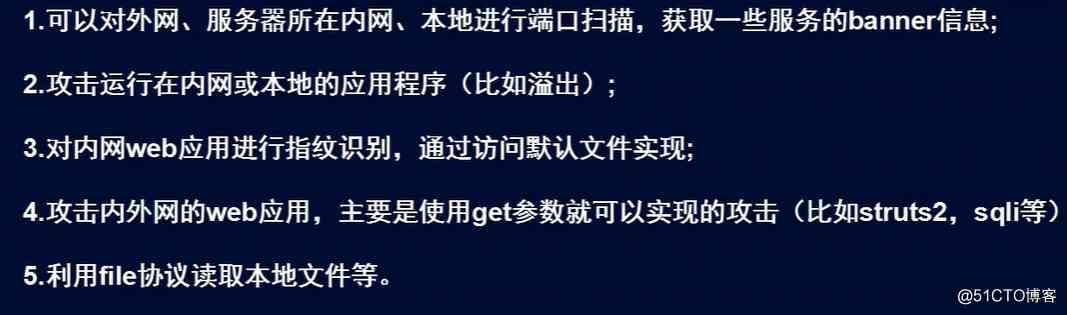 1.可以对外网、服务器所在内网、本地进行端口扫描，获取一些服务的banner信息;
2.攻击运行在内网或本地的应用程序（比如溢出）;
3.对内网web应用进行指纹识别，通过访问默认文件实现;
4.攻击内外网的web应用，主要是使用get参数就可以实现的攻击（比如struts2，sqli等）
5.利用file协议读取本地文件等。
@51CTO博客